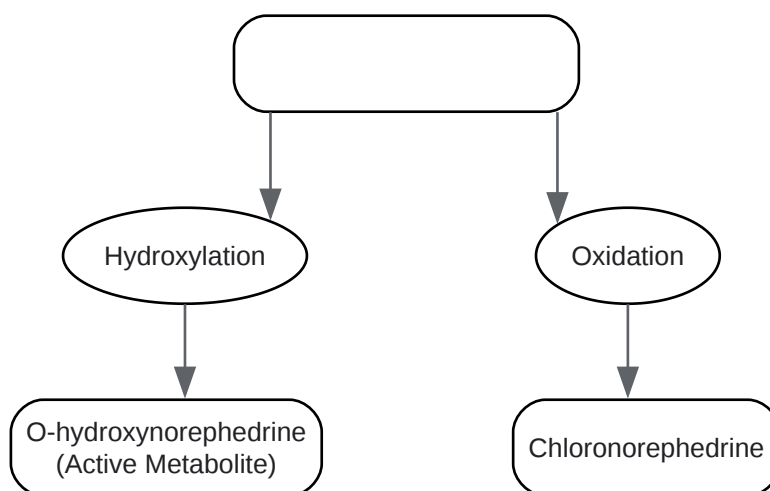 Hydroxylation
Oxidation
O-hydroxynorephedrine
(Active Metabolite)
Chloronorephedrine